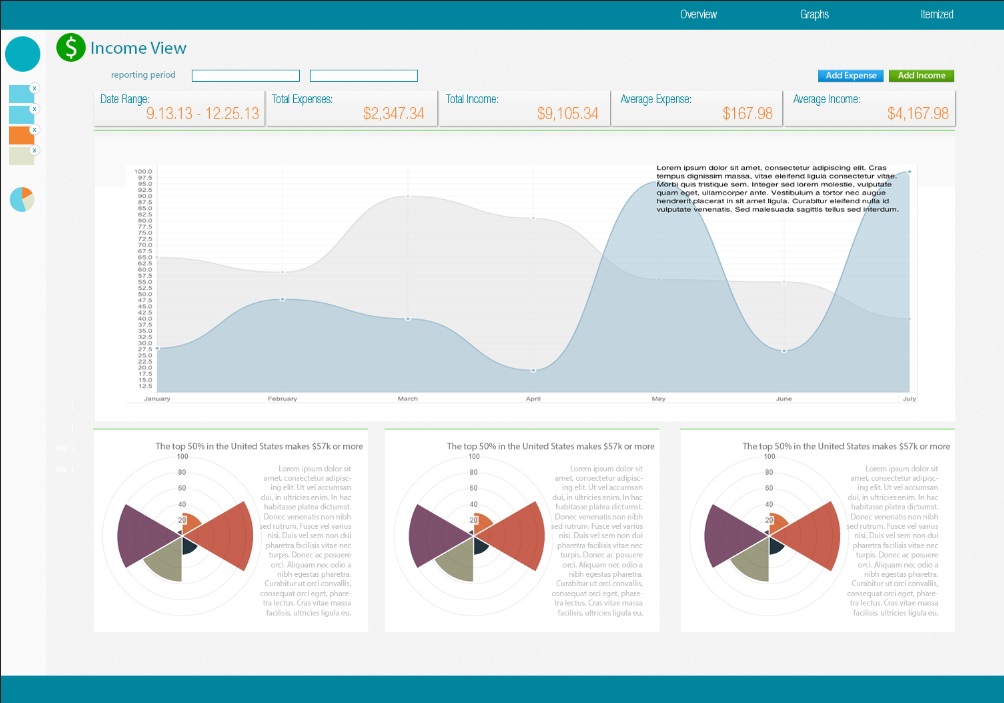 Overview Graphs Itemized
$ Income View
reporting period
Add Expense Add Income
x
x
x
x
Date Range: Total Expenses: Total Income: Average Expense: Average Income:
9.13.13 - 12.25.13 $2,347.34 $9,105.34 $167.98 $4,167.98
Lorem ipsum dolor sit amet, consectetur adipiscing elit. Cras
tempus dignissim massa, vitae eleifend ligula consectetur vitae.
Morbi quis tristique sem. Integer sed lorem molestie, vulputate
quam eget, ullamcorper ante. Vestibulum a tortor nec augue
hendrerit placerat in sit amet ligula. Curabitur eleifend nulla id
vulputate venenatis. Sed malesuada sagittis tellus sed interdum.
100.0
97.5
95.0
92.5
90.0
87.5
85.0
82.5
80.0
77.5
75.0
72.5
70.0
67.5
65.0
62.5
60.0
57.5
55.0
52.5
50.0
47.5
45.0
42.5
40.0
37.5
35.0
32.5
30.0
27.5
25.0
22.5
20.0
17.5
15.0
12.5
January February March April May June July
The top 50% in the United States makes $57k or more
100
80
60
40
20
Lorem ipsum dolor sit
amet, consectetur adipisc-
ing elit. Ut vel accumsan
dui, in ultricies enim. In hac
habitasse platea dictumst.
Donec venenatis non nibh
sed rutrum. Fusce vel varius
nisi. Duis vel sem non dui
pharetra facilisis vitae nec
turpis. Donec ac posuere
orci. Aliquam nec odio a
nibh egestas pharetra.
Curabitur ut orci convallis,
consequat orci eget, phare-
tra lectus. Cras vitae massa
facilisis, ultricies ligula eu.
The top 50% in the United States makes $57k or more
100
80
60
40
20
Lorem ipsum dolor sit
amet, consectetur adipisc-
ing elit. Ut vel accumsan
dui, in ultricies enim. In hac
habitasse platea dictumst.
Donec venenatis non nibh
sed rutrum. Fusce vel varius
nisi. Duis vel sem non dui
pharetra facilisis vitae nec
turpis. Donec ac posuere
orci. Aliquam nec odio a
nibh egestas pharetra.
Curabitur ut orci convallis,
consequat orci eget, phare-
tra lectus. Cras vitae massa
facilisis, ultricies ligula eu.
The top 50% in the United States makes $57k or more
100
80
60
40
20
Lorem ipsum dolor sit
amet, consectetur adipisc-
ing elit. Ut vel accumsan
dui, in ultricies enim. In hac
habitasse platea dictumst.
Donec venenatis non nibh
sed rutrum. Fusce vel varius
nisi. Duis vel sem non dui
pharetra facilisis vitae nec
turpis. Donec ac posuere
orci. Aliquam nec odio a
nibh egestas pharetra.
Curabitur ut orci convallis,
consequat orci eget, phare-
tra lectus. Cras vitae massa
facilisis, ultricies ligula eu.